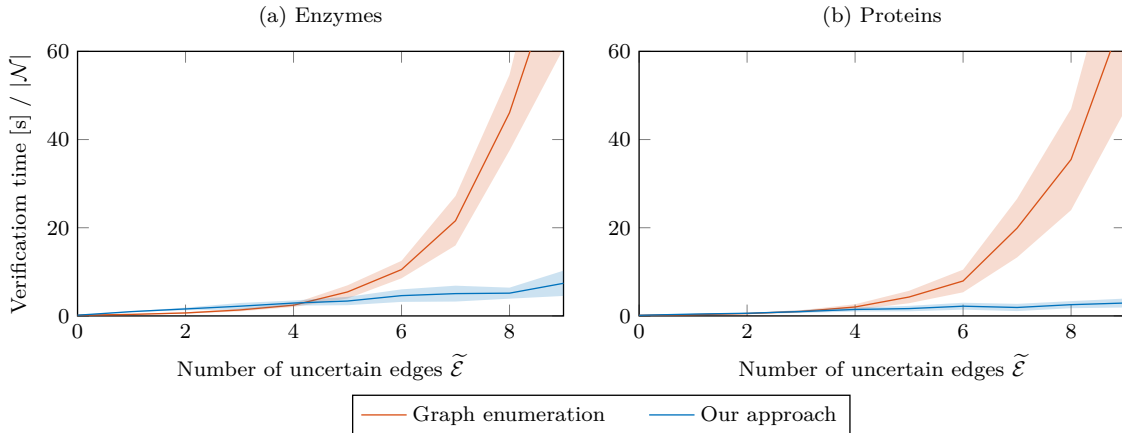 (a) Enzymes
(b) Proteins
Verificatiom time [s] / |𝒩|
60
40
20
0
0 2 4 6 8
Number of uncertain edges ℰ̃
60
40
20
0
0 2 4 6 8
Number of uncertain edges ℰ̃
Graph enumeration
Our approach